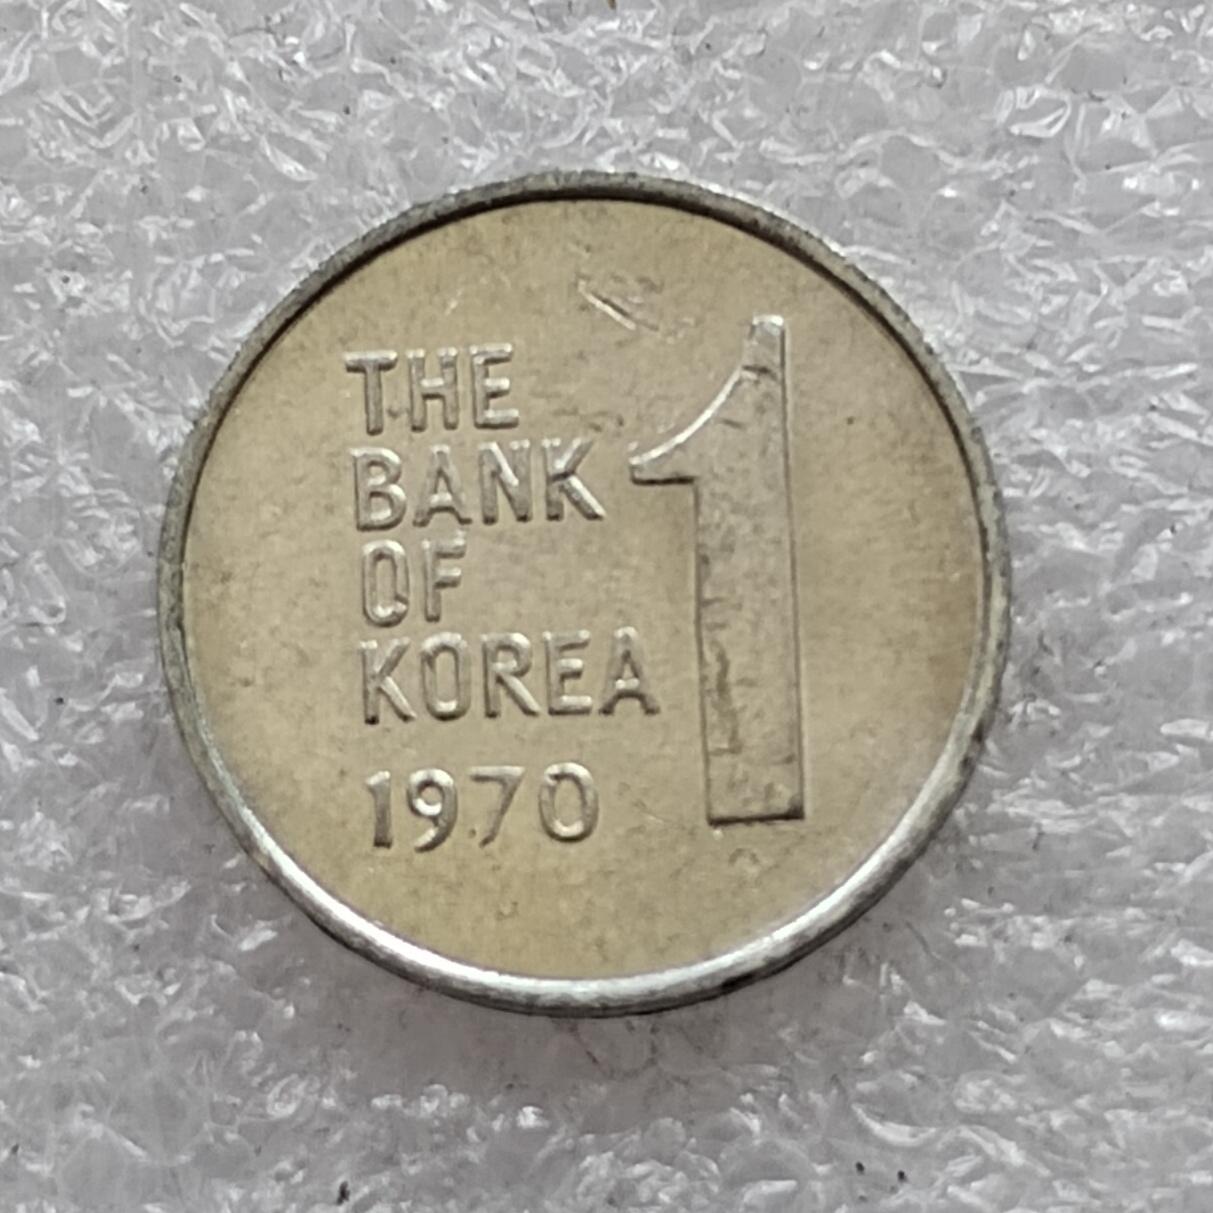 THE
BANK
OF
KOREA
1970
1